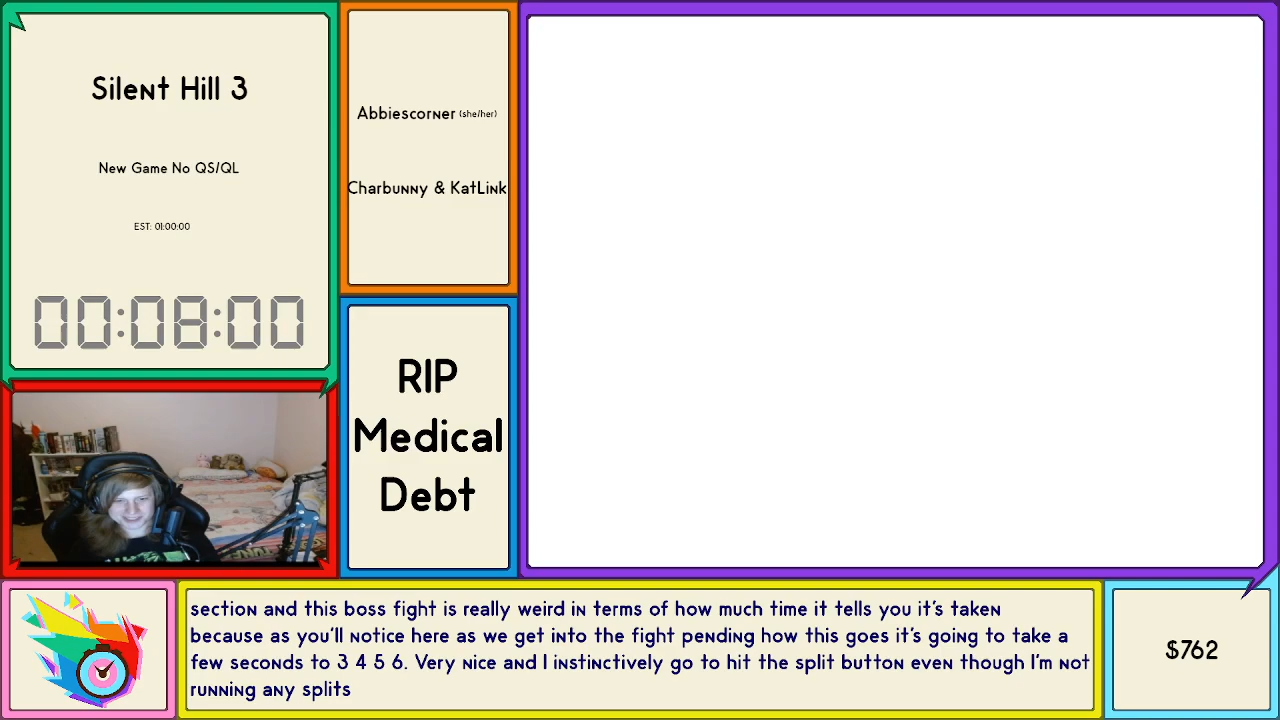 Silent Hill 3
New Game No QS/QL
EST: 01:00:00
00:08:00
Abbiescorner (she/her)
Charbunny & KatLink
RIP
Medical
Debt
section and this boss fight is really weird in terms of how much time it tells you it's taken
because as you'll notice here as we get into the fight pending how this goes it's going to take a
few seconds to 3 4 5 6. Very nice and I instinctively go to hit the split button even though I'm not
running any splits
$762